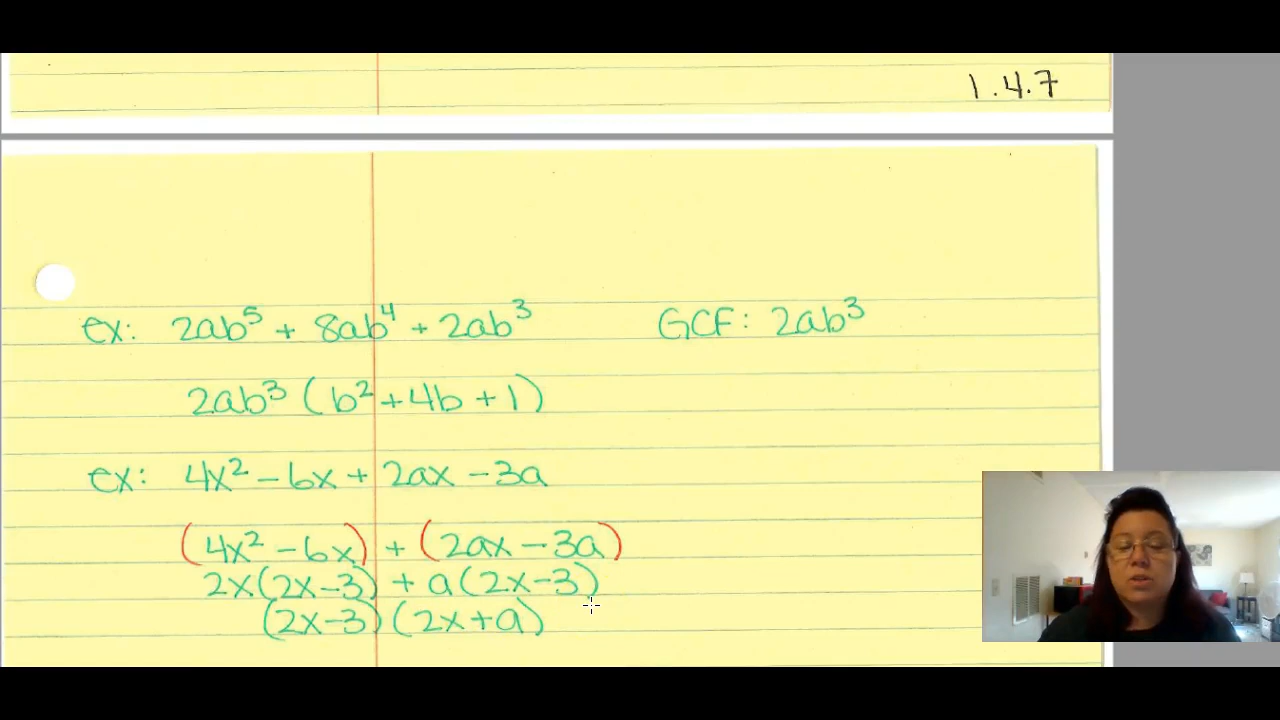 1.4.7
ex: 2ab⁵ + 8ab⁴ + 2ab³ GCF: 2ab³
2ab³ (b² + 4b + 1)
ex: 4x² - 6x + 2ax - 3a
(4x² - 6x) + (2ax - 3a)
2x(2x - 3) + a(2x - 3)
(2x - 3)(2x + a)